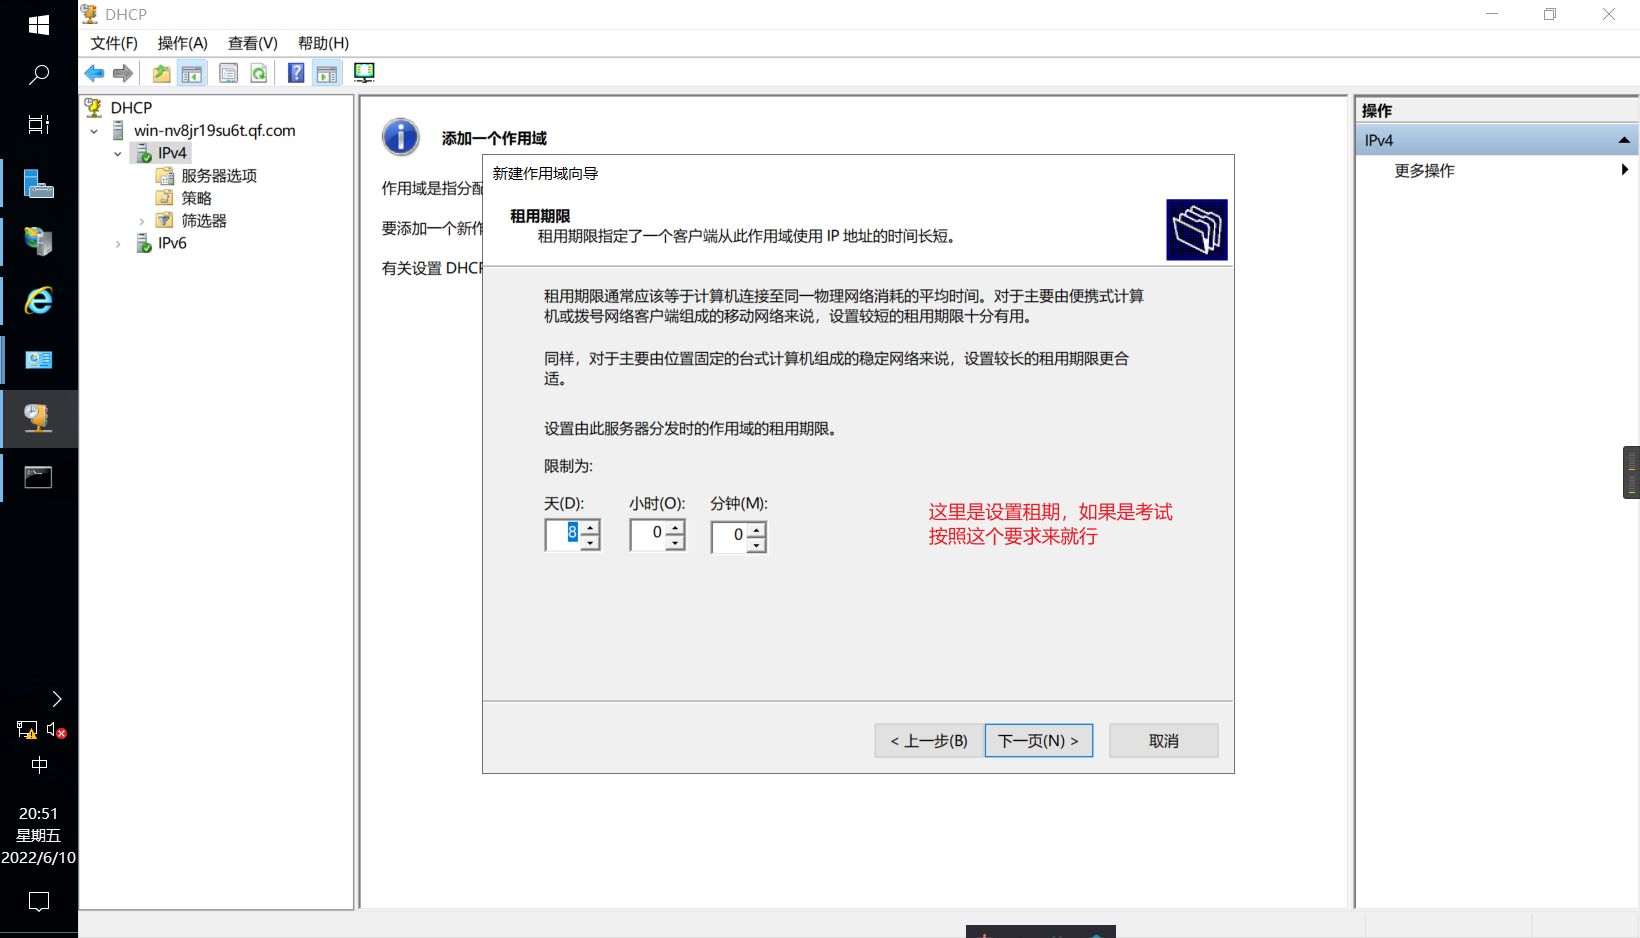 DHCP
文件(F) 操作(A) 查看(V) 帮助(H)
DHCP
win-nv8jr19su6t.qf.com
IPv4
服务器选项
策略
筛选器
IPv6
添加一个作用域
作用域是指分配
要添加一个新作
有关设置 DHCP
新建作用域向导
租用期限
租用期限指定了一个客户端从此作用域使用 IP 地址的时间长短。
租用期限通常应该等于计算机连接至同一物理网络消耗的平均时间。对于主要由便携式计算
机或拨号网络客户端组成的移动网络来说，设置较短的租用期限十分有用。
同样，对于主要由位置固定的台式计算机组成的稳定网络来说，设置较长的租用期限更合
适。
设置由此服务器分发时的作用域的租用期限。
限制为:
天(D): 小时(O): 分钟(M):
8 0 0
这里是设置租期，如果是考试
按照这个要求来就行
< 上一步(B) 下一页(N) > 取消
操作
IPv4
更多操作
中
20:51
星期五
2022/6/10